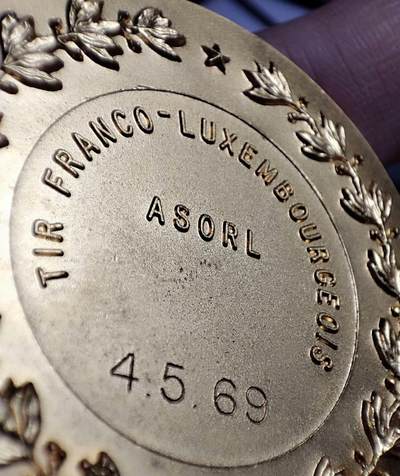 TIR FRANCO-LUXEMBOURGEOIS
ASORL
4.5.69